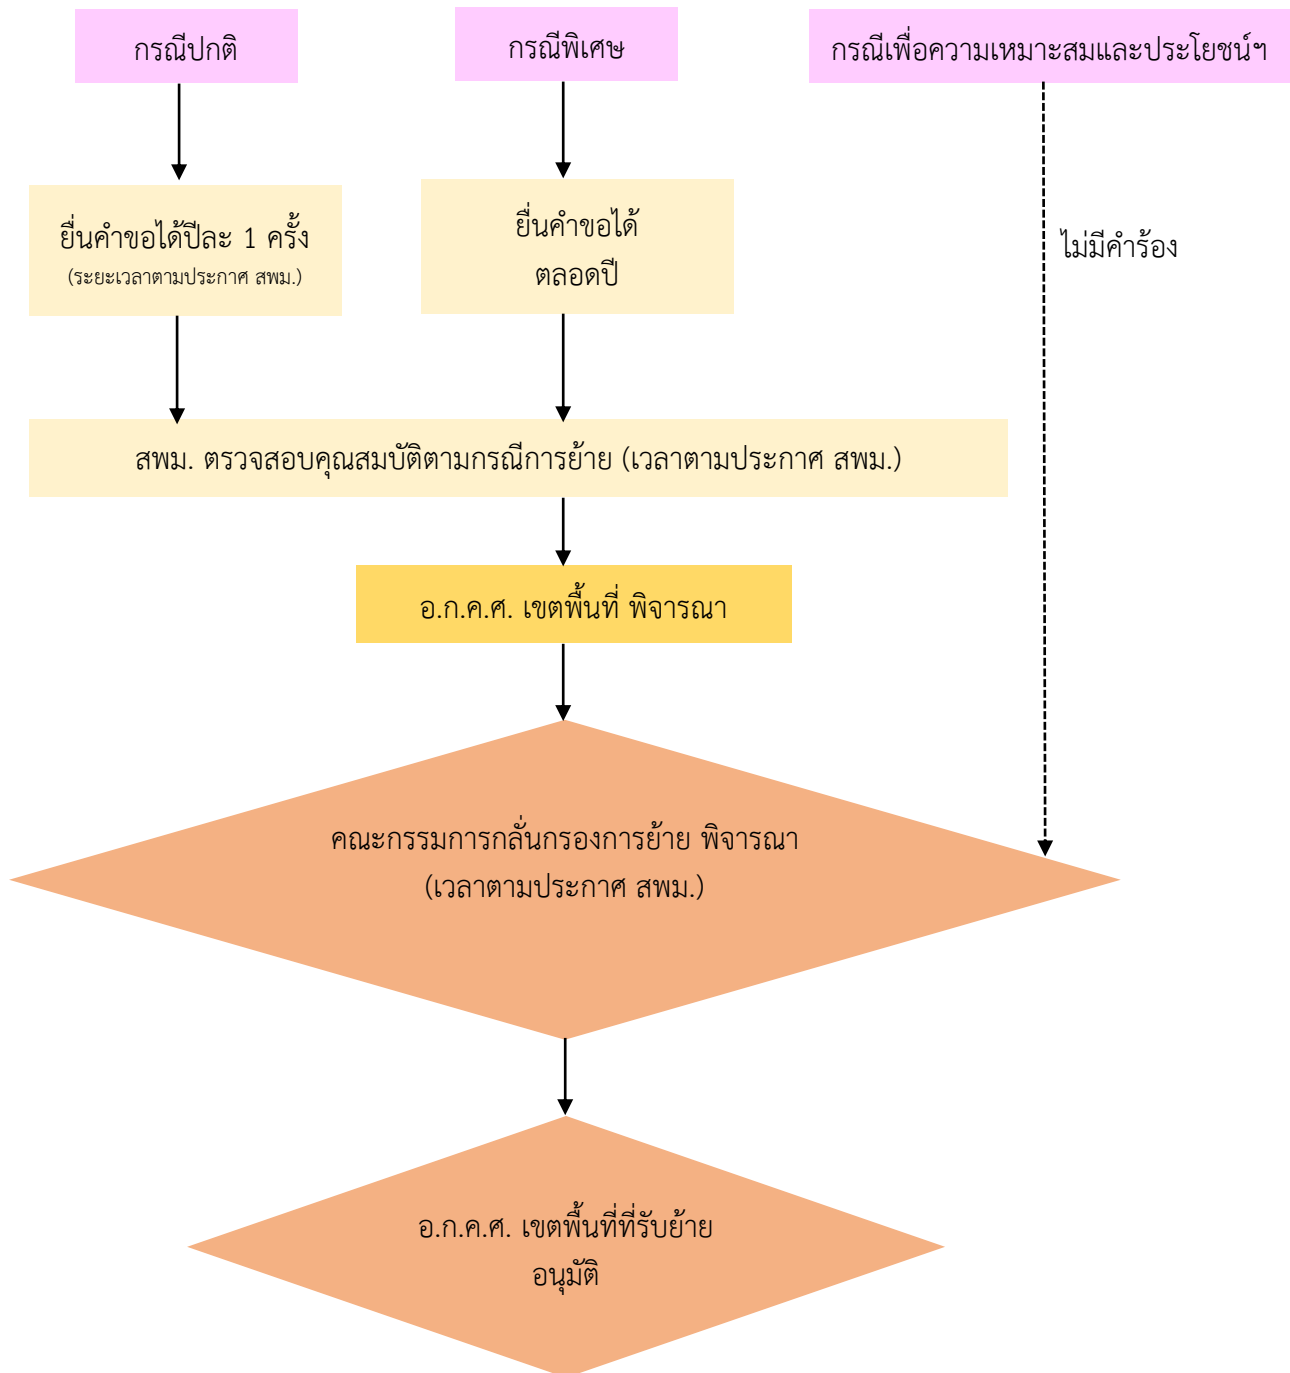 กรณีปกติ
กรณีพิเศษ
กรณีเพื่อความเหมาะสมและประโยชน์ฯ
ยื่นคำขอได้ปีละ 1 ครั้ง
(ระยะเวลาตามประกาศ สพม.)
ยื่นคำขอได้
ตลอดปี
ไม่มีคำร้อง
สพม. ตรวจสอบคุณสมบัติตามกรณีการย้าย (เวลาตามประกาศ สพม.)
อ.ก.ค.ศ. เขตพื้นที่ พิจารณา
คณะกรรมการกลั่นกรองการย้าย พิจารณา
(เวลาตามประกาศ สพม.)
อ.ก.ค.ศ. เขตพื้นที่ที่รับย้าย
อนุมัติ